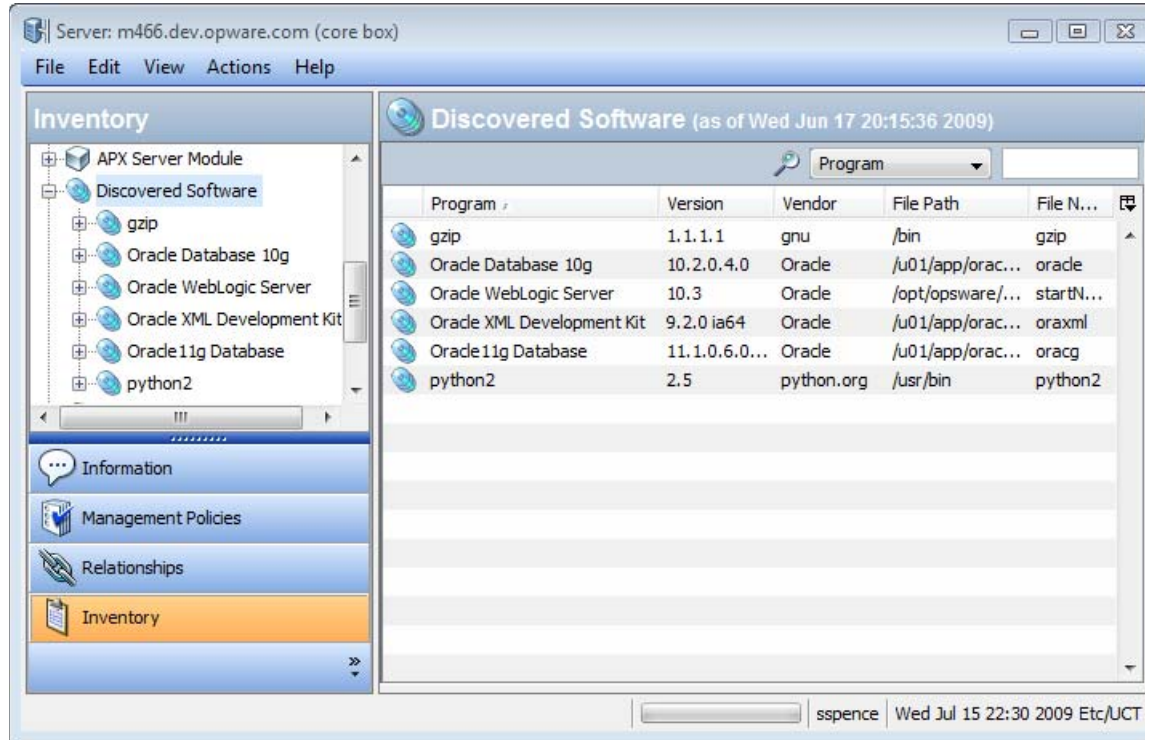 Server: m466.dev.opware.com (core box)
File Edit View Actions Help
Inventory
APX Server Module
Discovered Software
gzip
Oracle Database 10g
Oracle WebLogic Server
Oracle XML Development Kit
Oracle11g Database
python2
Information
Management Policies
Relationships
Inventory
Discovered Software (as of Wed Jun 17 20:15:36 2009)
Program
Program Version Vendor File Path File N...
gzip 1.1.1.1 gnu /bin gzip
Oracle Database 10g 10.2.0.4.0 Oracle /u01/app/orac... oracle
Oracle WebLogic Server 10.3 Oracle /opt/opsware/... startN...
Oracle XML Development Kit 9.2.0 ia64 Oracle /u01/app/orac... oraxml
Oracle11g Database 11.1.0.6.0... Oracle /u01/app/orac... oracg
python2 2.5 python.org /usr/bin python2
sspence Wed Jul 15 22:30 2009 Etc/UCT